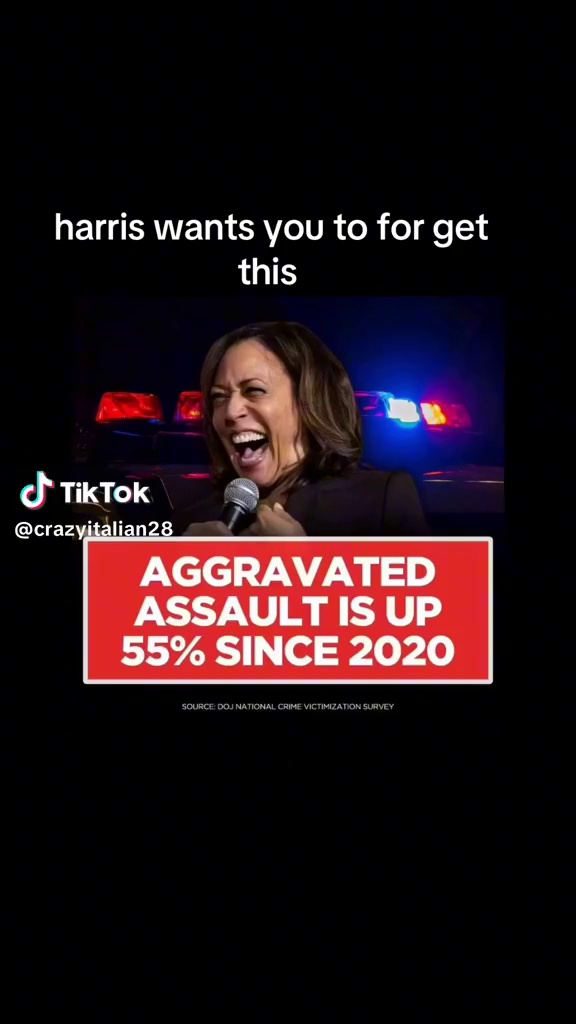 harris wants you to for get
this
TikTok
@crazyitalian28
AGGRAVATED
ASSAULT IS UP
55% SINCE 2020
SOURCE: DOJ NATIONAL CRIME VICTIMIZATION SURVEY